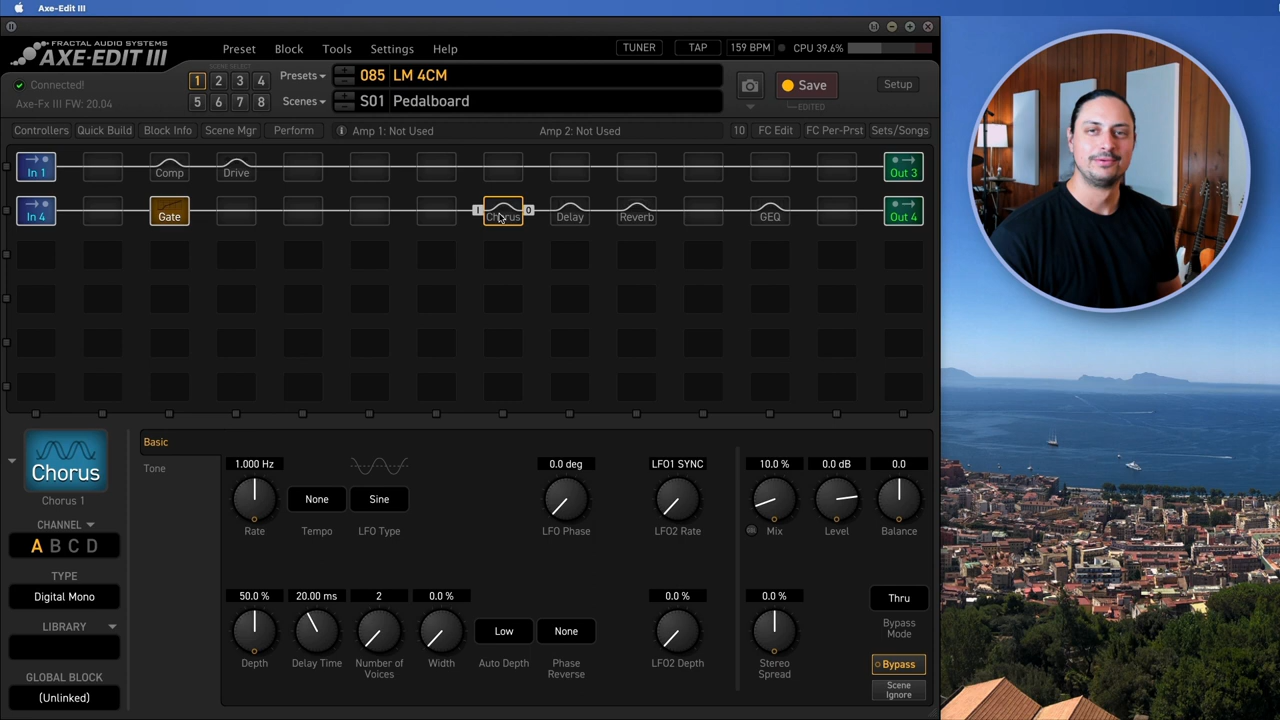 Axe-Edit III
FRACTAL AUDIO SYSTEMS
AXE-EDIT III
Preset Block Tools Settings Help
TUNER TAP 159 BPM CPU 39.6%
Connected!
Axe-Fx III FW: 20.04
SCENE SELECT
1 2 3 4
5 6 7 8
Presets 085 LM 4CM
Scenes S01 Pedalboard
Save
EDITED
Setup
Controllers Quick Build Block Info Scene Mgr Perform Amp 1: Not Used Amp 2: Not Used 10 FC Edit FC Per-Prst Sets/Songs
In 1 Comp Drive Out 3
In 4 Gate I Chorus O Delay Reverb GEQ Out 4
Chorus
Chorus 1
CHANNEL
A B C D
TYPE
Digital Mono
LIBRARY
GLOBAL BLOCK
(Unlinked)
Basic
Tone
1.000 Hz 0.0 deg LFO1 SYNC 10.0 % 0.0 dB 0.0
None Sine
Rate Tempo LFO Type LFO Phase LFO2 Rate Mix Level Balance
50.0 % 20.00 ms 2 0.0 % 0.0 % 0.0 % Thru
Low None
Bypass
Mode
Depth Delay Time Number of Voices Width Auto Depth Phase Reverse LFO2 Depth Stereo Spread
Bypass
Scene
Ignore